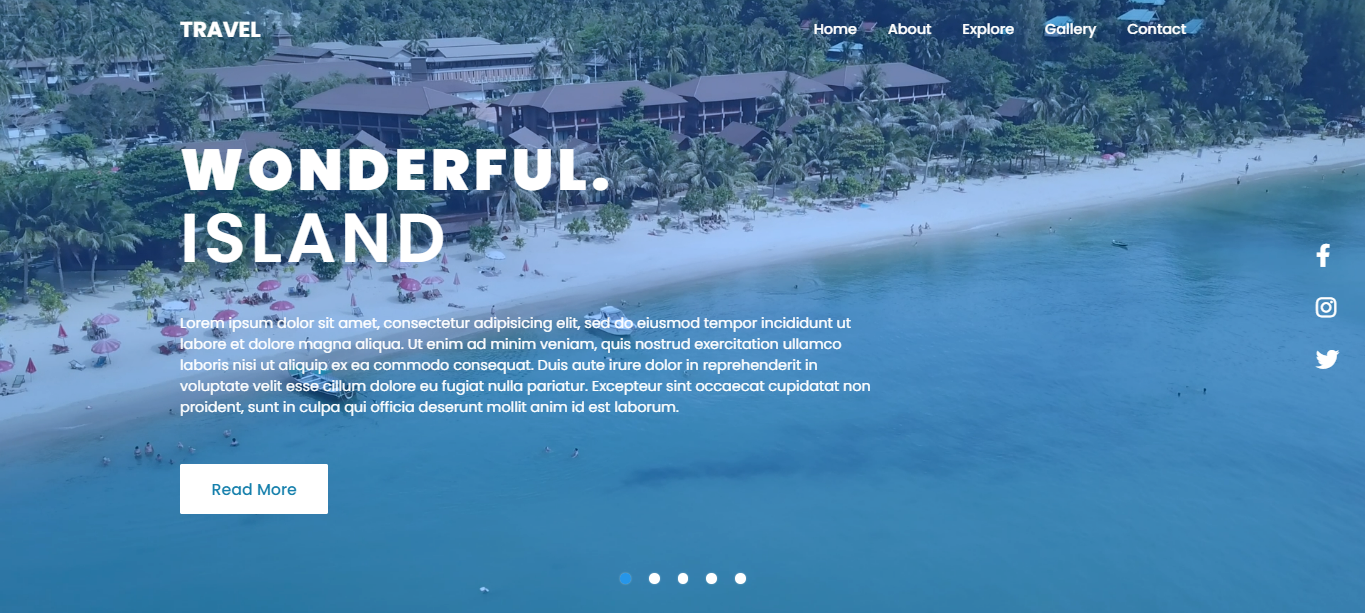 TRAVEL
Home About Explore Gallery Contact
WONDERFUL.
ISLAND
Lorem ipsum dolor sit amet, consectetur adipisicing elit, sed do eiusmod tempor incididunt ut
labore et dolore magna aliqua. Ut enim ad minim veniam, quis nostrud exercitation ullamco
laboris nisi ut aliquip ex ea commodo consequat. Duis aute irure dolor in reprehenderit in
voluptate velit esse cillum dolore eu fugiat nulla pariatur. Excepteur sint occaecat cupidatat non
proident, sunt in culpa qui officia deserunt mollit anim id est laborum.
Read More